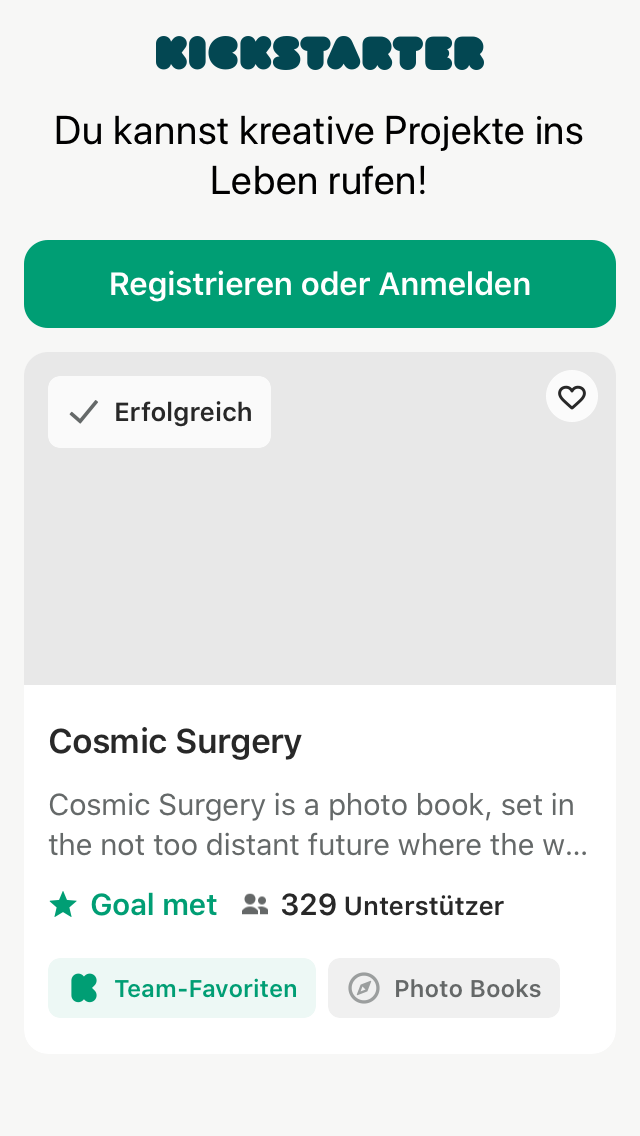 KICKSTARTER
Du kannst kreative Projekte ins
Leben rufen!
Registrieren oder Anmelden
Erfolgreich
Cosmic Surgery
Cosmic Surgery is a photo book, set in
the not too distant future where the w...
Goal met 329 Unterstützer
Team-Favoriten Photo Books